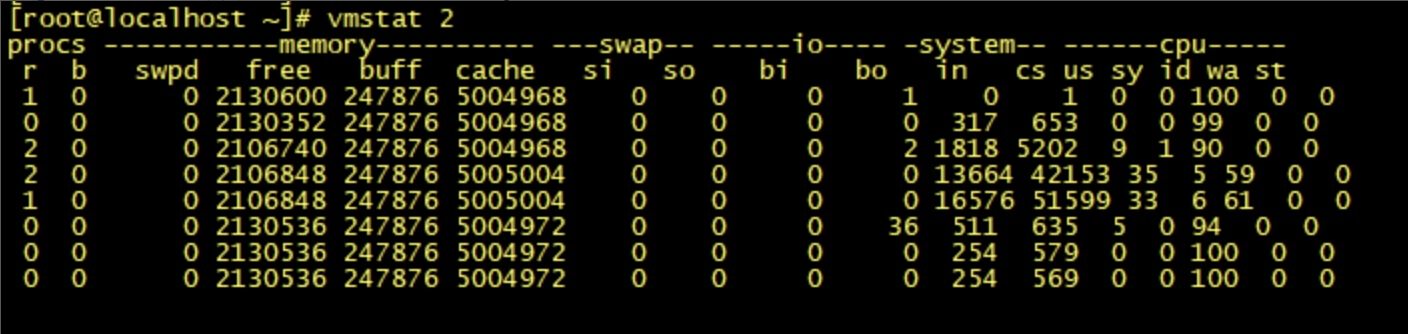 [root@localhost ~]# vmstat 2
procs -----------memory---------- ---swap-- -----io---- -system-- ------cpu-----
 r  b   swpd   free   buff  cache   si   so    bi    bo   in   cs us sy id wa st
 1  0      0 2130600 247876 5004968    0    0     0     1    0    1  0  0 100  0  0
 0  0      0 2130352 247876 5004968    0    0     0     0  317  653  0  0 99  0  0
 2  0      0 2106740 247876 5004968    0    0     0     2 1818 5202  9  1 90  0  0
 2  0      0 2106848 247876 5005004    0    0     0     0 13664 42153 35  5 59  0  0
 1  0      0 2106848 247876 5005004    0    0     0     0 16576 51599 33  6 61  0  0
 0  0      0 2130536 247876 5004972    0    0     0    36  511  635  5  0 94  0  0
 0  0      0 2130536 247876 5004972    0    0     0     0  254  579  0  0 100  0  0
 0  0      0 2130536 247876 5004972    0    0     0     0  254  569  0  0 100  0  0